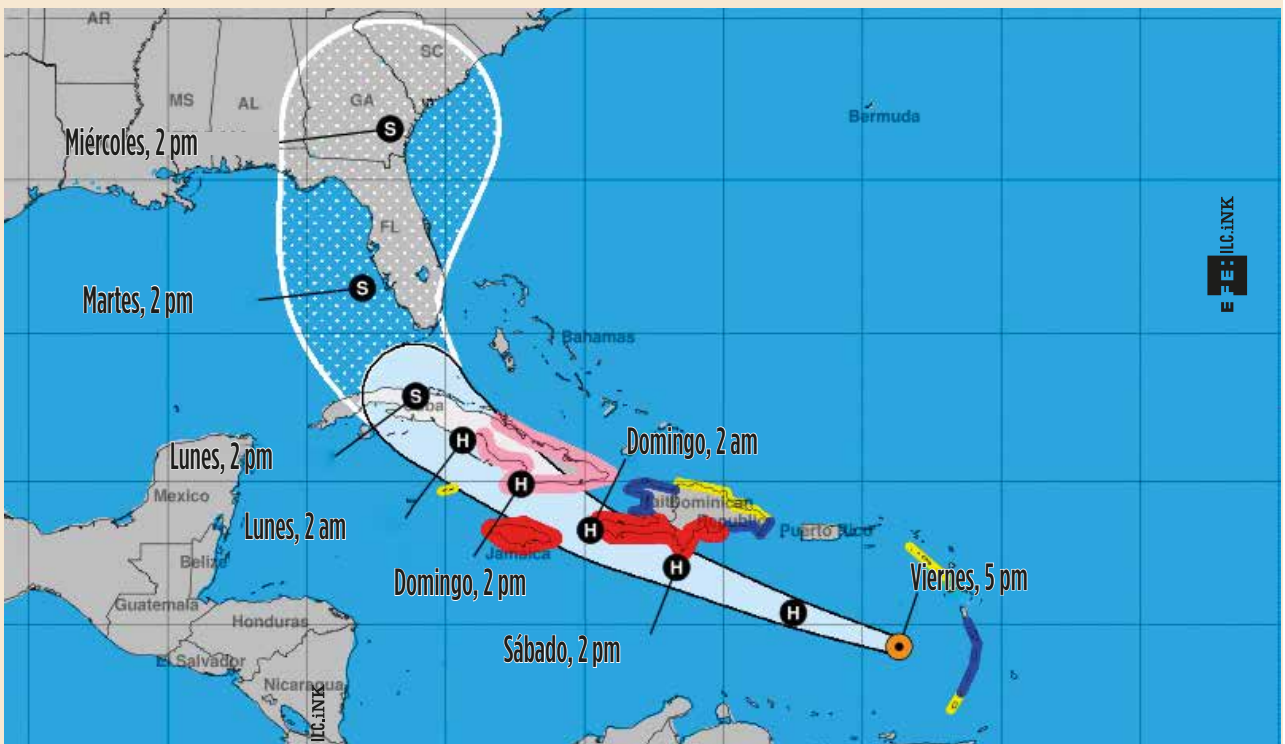 AR
SC
MS
AL
GA
Bermuda
Miércoles, 2 pm
S
FL
EFE: ILC.iNK
Martes, 2 pm
S
Bahamas
S
Lunes, 2 pm
H
Domingo, 2 am
Mexico
H
Lunes, 2 am
Dominican
H
Puerto Rico
Jamaica
Belize
H
Domingo, 2 pm
Viernes, 5 pm
Guatemala
H
Honduras
Sábado, 2 pm
El Salvador
Nicaragua
ILC.iNK